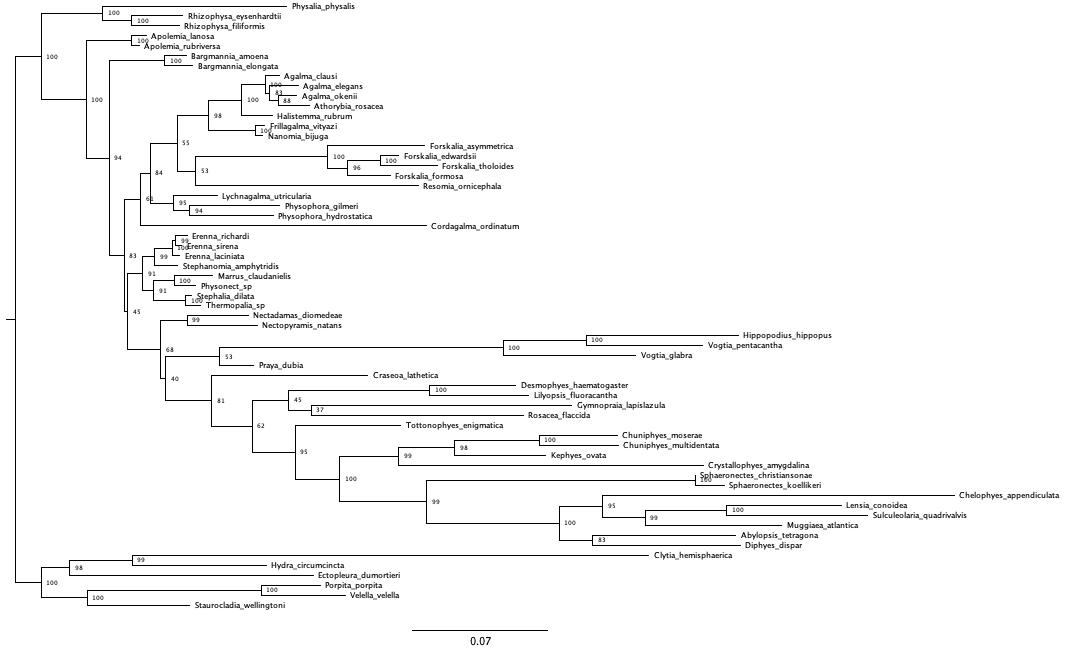 Physalia_physalis
100
Rhizophysa_eysenhardtii
100
Rhizophysa_filiformis
Apolemia_lanosa
100
Apolemia_rubriversa
100
Bargmannia_amoena
100
Bargmannia_elongata
Agalma_clausi
100
Agalma_elegans
83
Agalma_okenii
100
88
100
Athorybia_rosacea
98
Halistemma_rubrum
Frillagalma_vityazi
100
Nanomia_bijuga
55
Forskalia_asymmetrica
94
100
Forskalia_edwardsii
100
Forskalia_tholoides
96
84
53
Forskalia_formosa
Resomia_ornicephala
Lychnagalma_utricularia
61
95
Physophora_gilmeri
94
Physophora_hydrostatica
Cordagalma_ordinatum
Erenna_richardi
99
Erenna_sirena
100
83
99
Erenna_laciniata
Stephanomia_amphytridis
91
Marrus_claudanielis
100
Physonect_sp
91
Stephalia_dilata
100
Thermopalia_sp
45
Nectadamas_diomedeae
99
Nectopyramis_natans
Hippopodius_hippopus
100
Vogtia_pentacantha
68
100
Vogtia_glabra
53
Praya_dubia
40
Craseoa_lathetica
Desmophyes_haematogaster
100
Lilyopsis_fluoracantha
81
45
Gymnopraia_lapislazula
37
Rosacea_flaccida
62
Tottonophyes_enigmatica
Chuniphyes_moserae
100
Chuniphyes_multidentata
98
95
99
Kephyes_ovata
Crystallophyes_amygdalina
100
Sphaeronectes_christiansonae
100
Sphaeronectes_koellikeri
Chelophyes_appendiculata
99
95
Lensia_conoidea
100
Sulculeolaria_quadrivalvis
99
100
Muggiaea_atlantica
Abylopsis_tetragona
83
Diphyes_dispar
Clytia_hemisphaerica
99
98
Hydra_circumcincta
Ectopleura_dumortieri
100
Porpita_porpita
100
100
Velella_velella
Staurocladia_wellingtoni
0.07